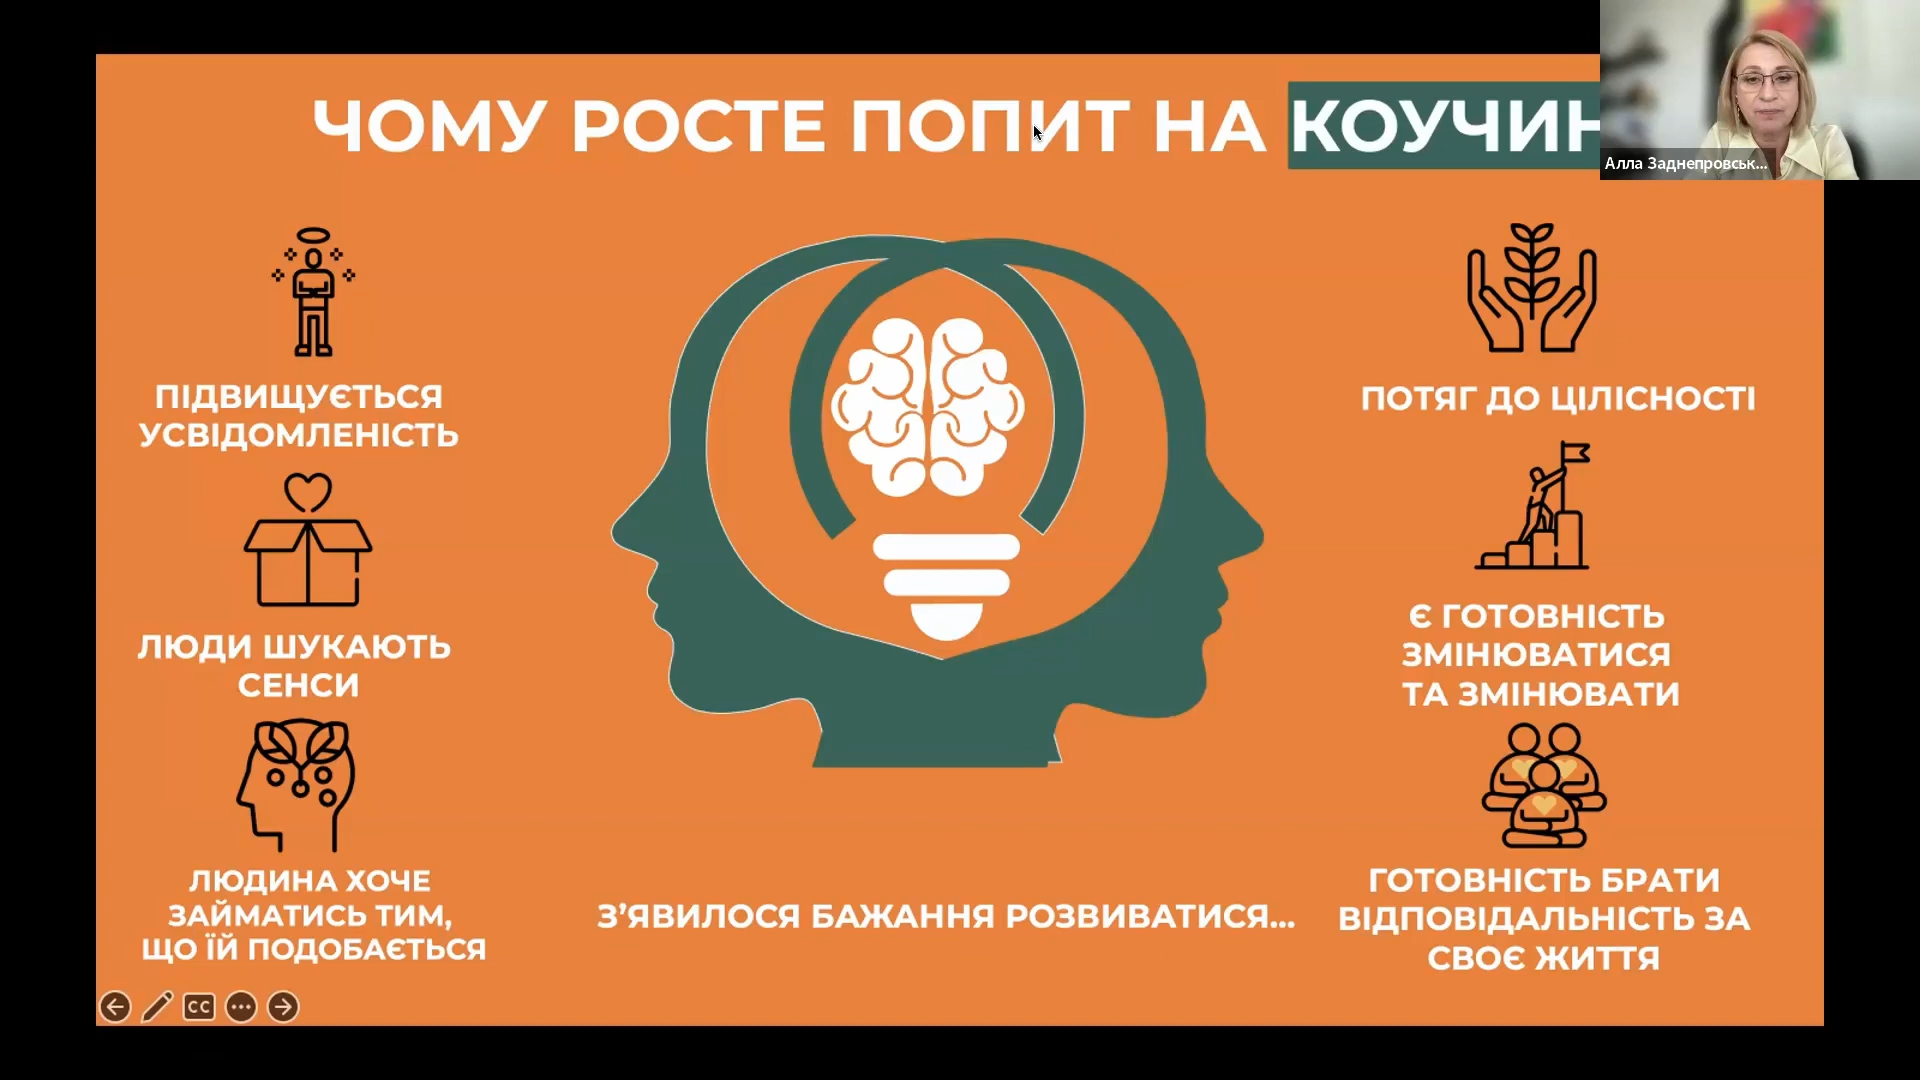 ЧОМУ РОСТЕ ПОПИТ НА КОУЧИН
Алла Заднепровськ...
ПІДВИЩУЄТЬСЯ
УСВІДОМЛЕНІСТЬ
ЛЮДИ ШУКАЮТЬ
СЕНСИ
ЛЮДИНА ХОЧЕ
ЗАЙМАТИСЬ ТИМ,
ЩО ЇЙ ПОДОБАЄТЬСЯ
З’ЯВИЛОСЯ БАЖАННЯ РОЗВИВАТИСЯ...
ПОТЯГ ДО ЦІЛІСНОСТІ
Є ГОТОВНІСТЬ
ЗМІНЮВАТИСЯ
ТА ЗМІНЮВАТИ
ГОТОВНІСТЬ БРАТИ
ВІДПОВІДАЛЬНІСТЬ ЗА
СВОЄ ЖИТТЯ
CC